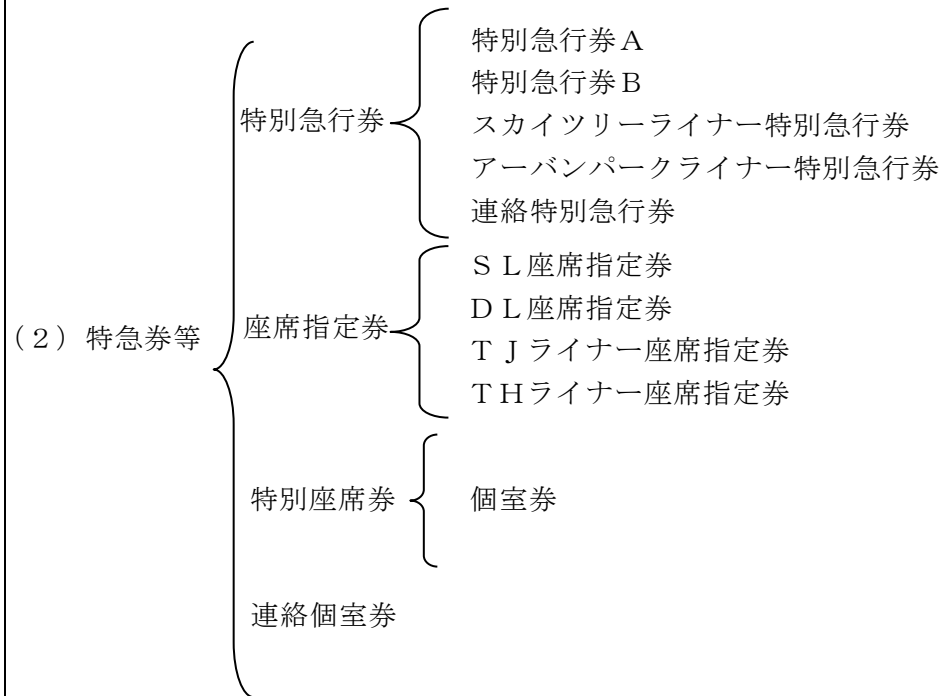 (2)特急券等
特別急行券
特別急行券A
特別急行券B
スカイツリーライナー特別急行券
アーバンパークライナー特別急行券
連絡特別急行券
座席指定券
SL座席指定券
DL座席指定券
TJライナー座席指定券
THライナー座席指定券
特別座席券
個室券
連絡個室券